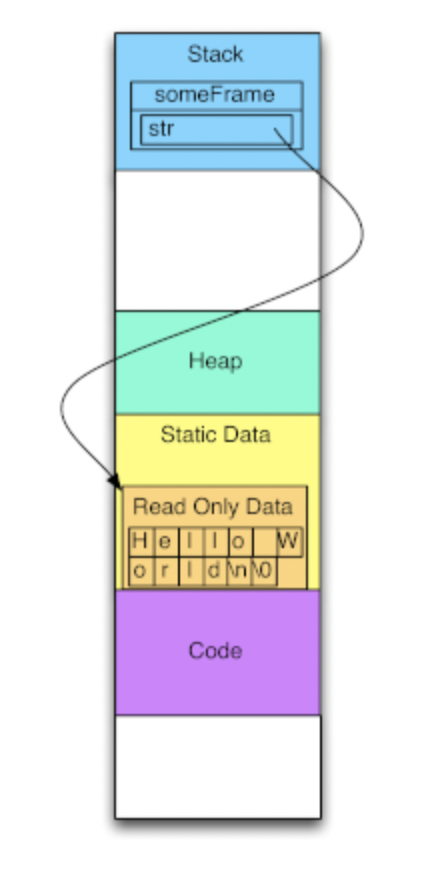 Stack
someFrame
str
Heap
Static Data
Read Only Data
H e l l o W
o r l d \n \0
Code